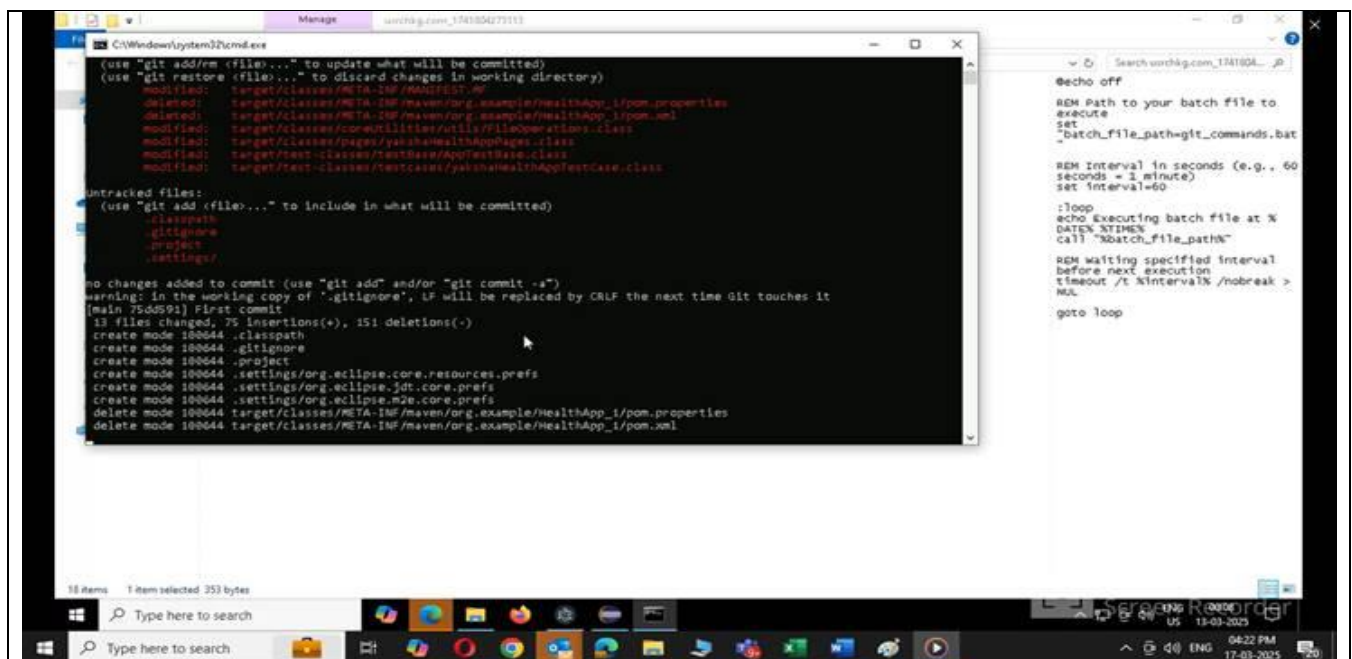 Manage
C:\Windows\system32\cmd.exe
Search uorchkg.com_1741804...
(use "git add/rm <file>..." to update what will be committed)
(use "git restore <file>..." to discard changes in working directory)
modified: target/classes/META-INF/MANIFEST.MF
deleted: target/classes/META-INF/maven/org.example/HealthApp_1/pom.properties
deleted: target/classes/META-INF/maven/org.example/HealthApp_1/pom.xml
modified: target/classes/coreUtilities/utils/FileOperations.class
modified: target/classes/pages/yakshaHealthAppPages.class
modified: target/test-classes/testBase/AppTestBase.class
modified: target/test-classes/testcases/yakshaHealthAppTestCase.class
Untracked files:
(use "git add <file>..." to include in what will be committed)
.classpath
.gitignore
.project
.settings/
no changes added to commit (use "git add" and/or "git commit -a")
warning: in the working copy of '.gitignore', LF will be replaced by CRLF the next time Git touches it
[main 75dd591] First commit
13 files changed, 75 insertions(+), 151 deletions(-)
create mode 100644 .classpath
create mode 100644 .gitignore
create mode 100644 .project
create mode 100644 .settings/org.eclipse.core.resources.prefs
create mode 100644 .settings/org.eclipse.jdt.core.prefs
create mode 100644 .settings/org.eclipse.m2e.core.prefs
delete mode 100644 target/classes/META-INF/maven/org.example/HealthApp_1/pom.properties
delete mode 100644 target/classes/META-INF/maven/org.example/HealthApp_1/pom.xml
@echo off
REM Path to your batch file to
execute
set
"batch_file_path=git_commands.bat
"
REM Interval in seconds (e.g., 60
seconds = 1 minute)
set interval=60
:loop
echo Executing batch file at %
DATE% %TIME%
call "%batch_file_path%"
REM Waiting specified interval
before next execution
timeout /t %interval% /nobreak >
NUL
goto loop
18 items 1 item selected 353 bytes
Type here to search
Screen Recorder
ENG
US 13-03-2025
Type here to search
ENG 04:22 PM
17-03-2025
20